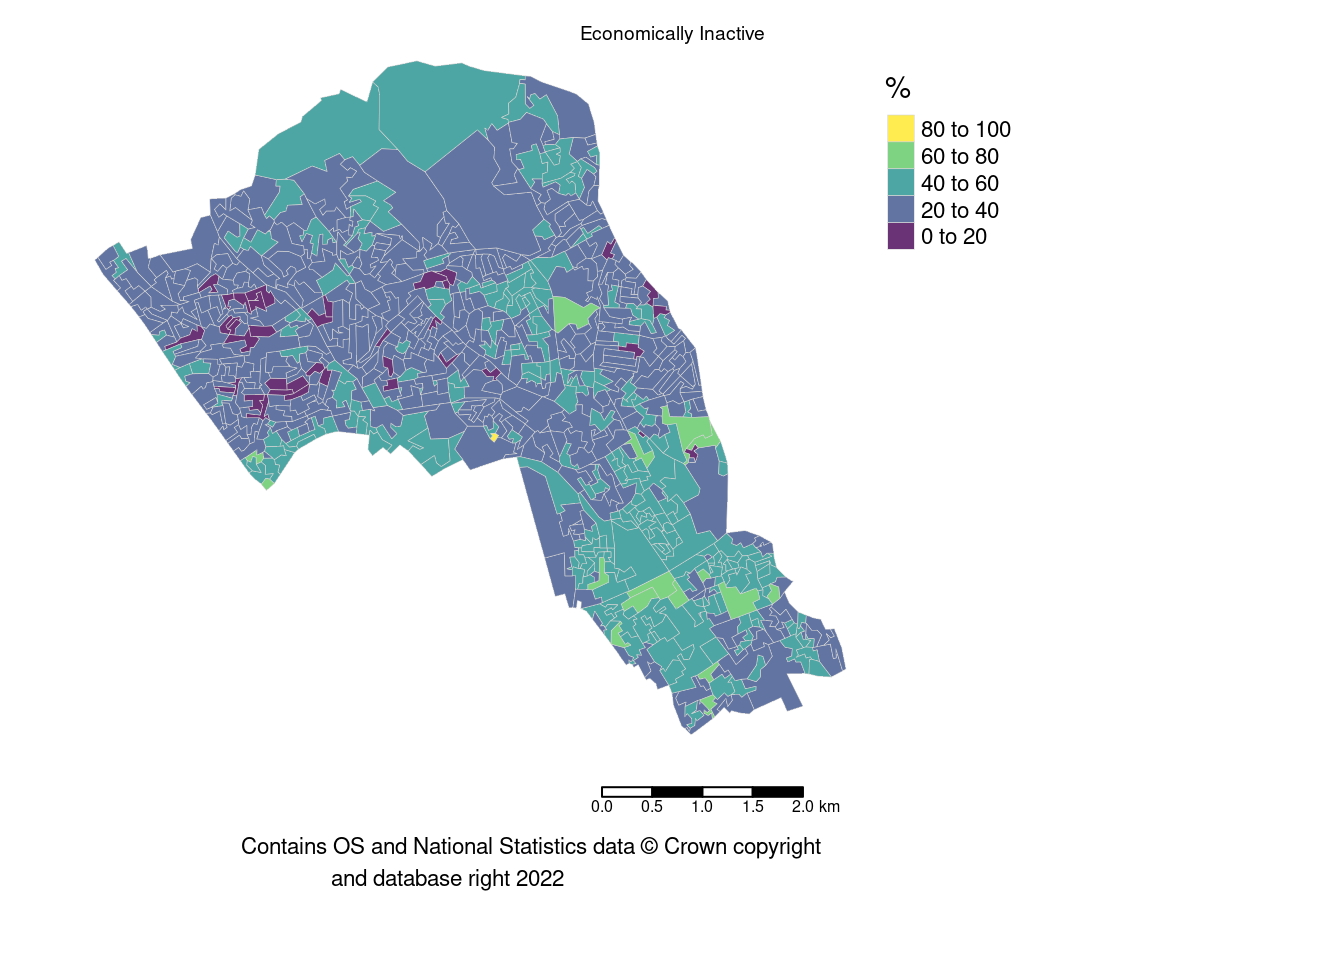 Economically Inactive
%
80 to 100
60 to 80
40 to 60
20 to 40
0 to 20
0.0 0.5 1.0 1.5 2.0 km
Contains OS and National Statistics data © Crown copyright
and database right 2022